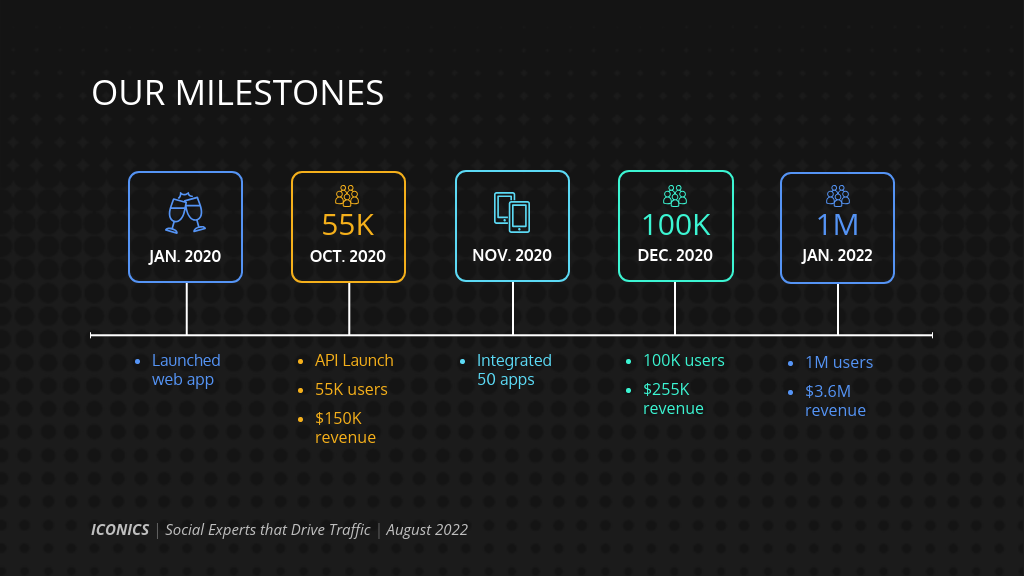 OUR MILESTONES
JAN. 2020
55K
OCT. 2020
NOV. 2020
100K
DEC. 2020
1M
JAN. 2022
• Launched
web app
• API Launch
• 55K users
• $150K
revenue
• Integrated
50 apps
• 100K users
• $255K
revenue
• 1M users
• $3.6M
revenue
ICONICS | Social Experts that Drive Traffic | August 2022